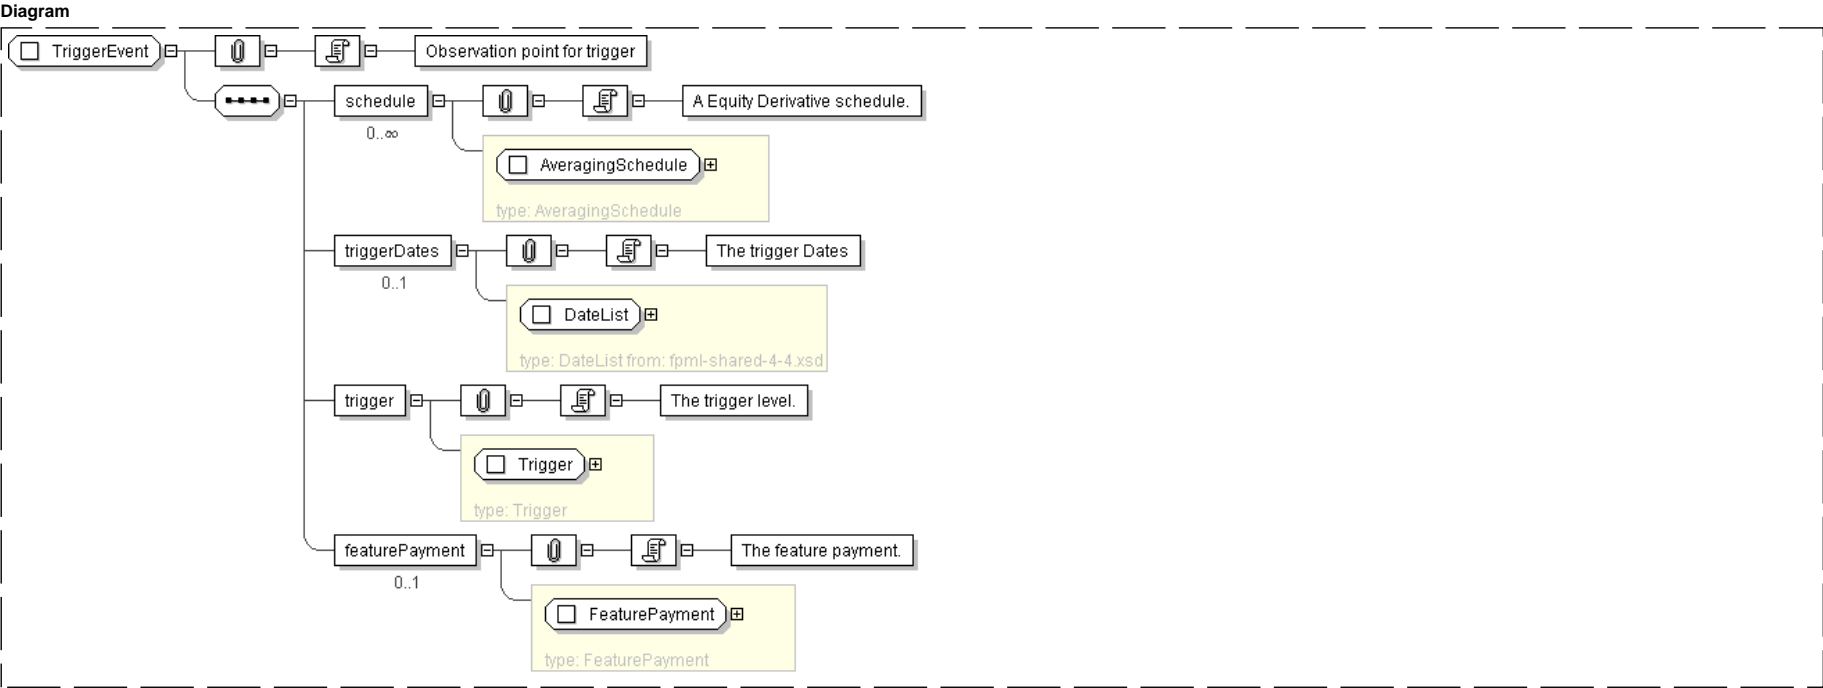 Diagram
TriggerEvent
Observation point for trigger
schedule
A Equity Derivative schedule.
0..∞
AveragingSchedule
type: AveragingSchedule
triggerDates
The trigger Dates
0..1
DateList
type: DateList from: fpml-shared-4-4.xsd
trigger
The trigger level.
Trigger
type: Trigger
featurePayment
The feature payment.
0..1
FeaturePayment
type: FeaturePayment